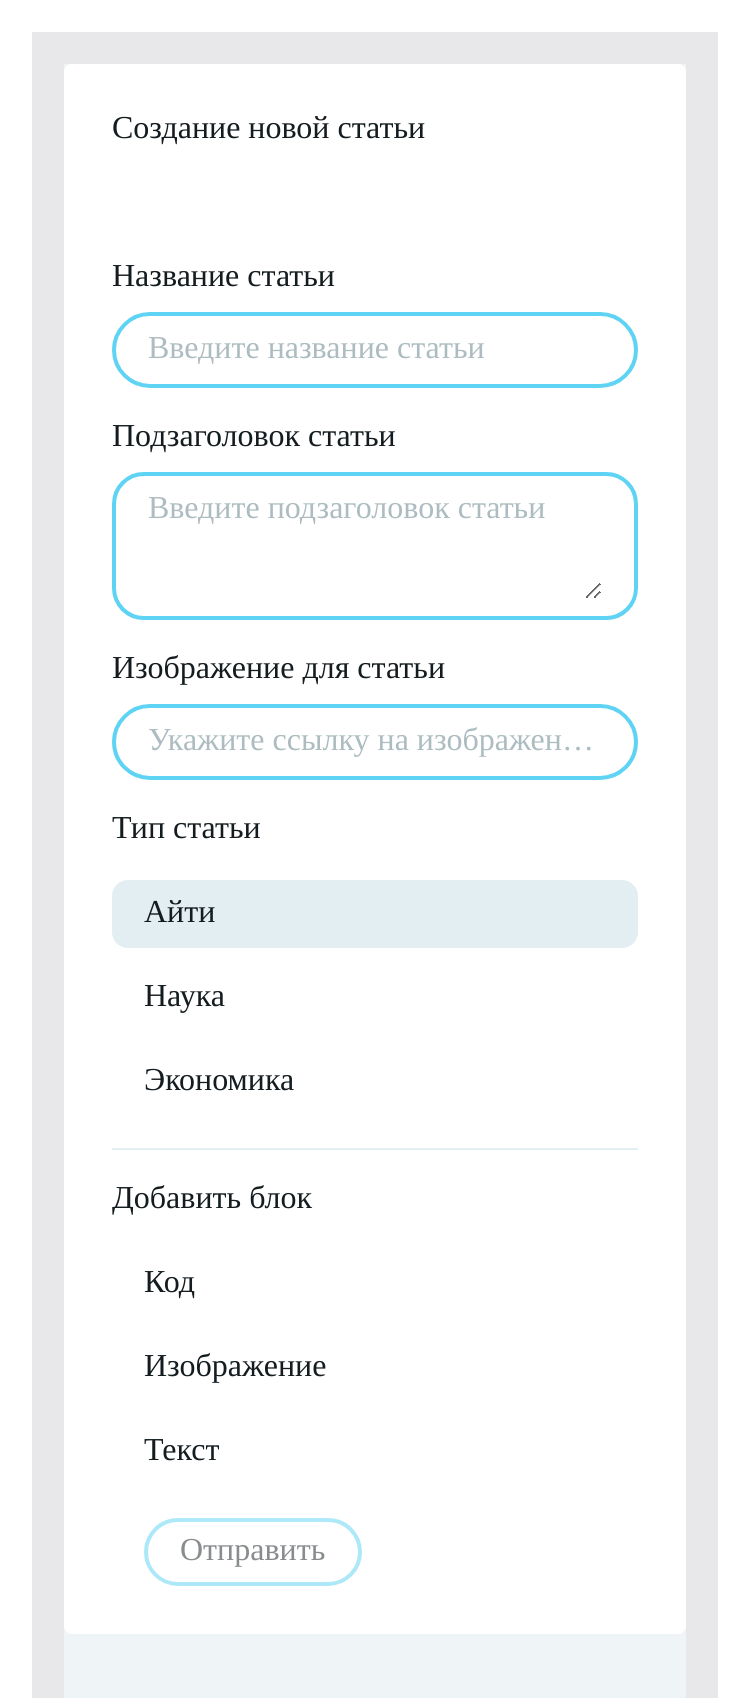 Создание новой статьи
Название статьи
Введите название статьи
Подзаголовок статьи
Введите подзаголовок статьи
Изображение для статьи
Укажите ссылку на изображен…
Тип статьи
Айти
Наука
Экономика
Добавить блок
Код
Изображение
Текст
Отправить